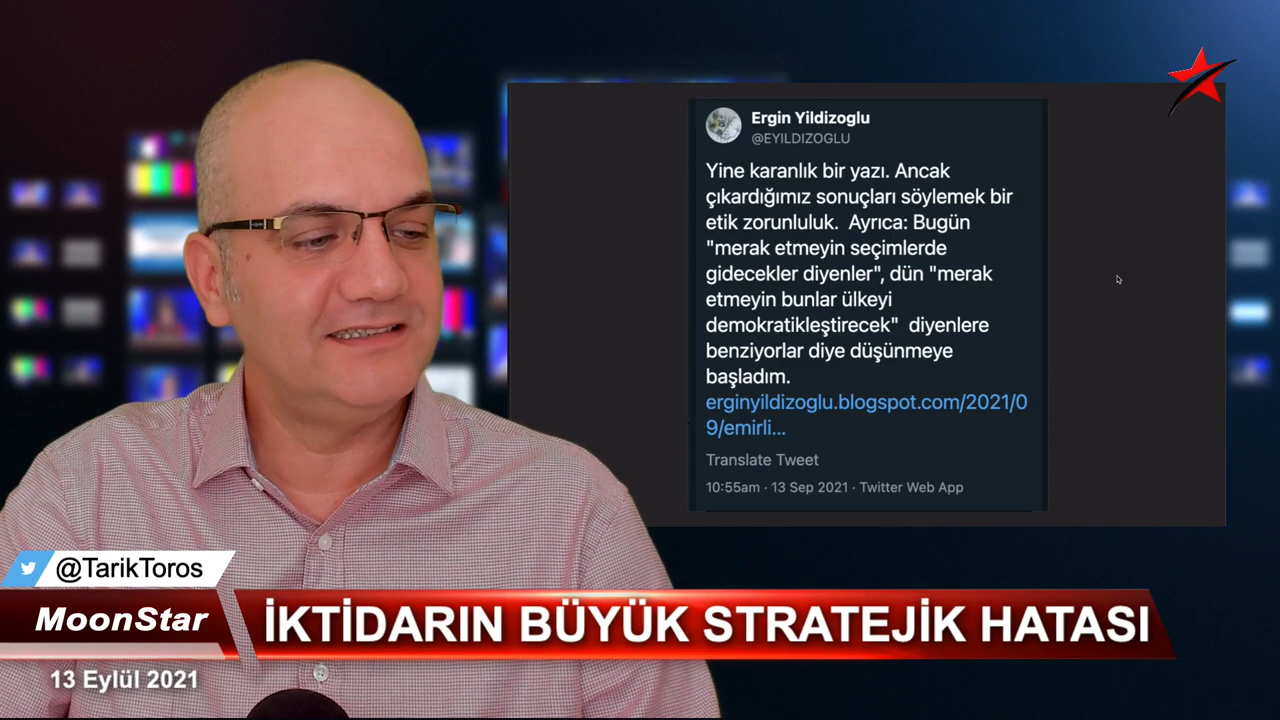 Ergin Yildizoglu
@EYILDIZOGLU
Yine karanlık bir yazı. Ancak
çıkardığımız sonuçları söylemek bir
etik zorunluluk. Ayrıca: Bugün
"merak etmeyin seçimlerde
gidecekler diyenler", dün "merak
etmeyin bunlar ülkeyi
demokratikleştirecek" diyenlere
benziyorlar diye düşünmeye
başladım.
erginyildizoglu.blogspot.com/2021/0
9/emirli...
Translate Tweet
10:55am · 13 Sep 2021 · Twitter Web App
@TarikToros
MoonStar
İKTİDARIN BÜYÜK STRATEJİK HATASI
13 Eylül 2021